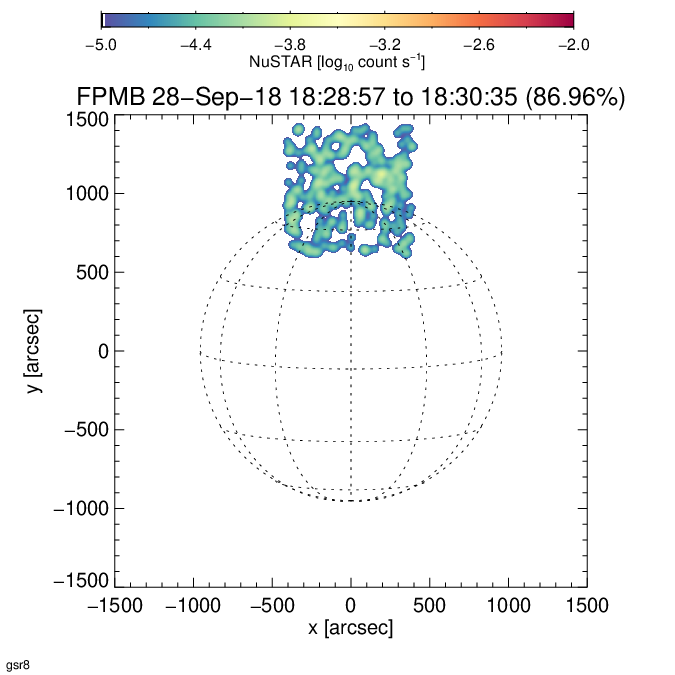 −5.0 −4.4 −3.8 −3.2 −2.6 −2.0
NuSTAR [log10 count s−1]
FPMB 28−Sep−18 18:28:57 to 18:30:35 (86.96%)
1500
1000
500
0
−500
−1000
−1500
y [arcsec]
−1500 −1000 −500 0 500 1000 1500
x [arcsec]
gsr8